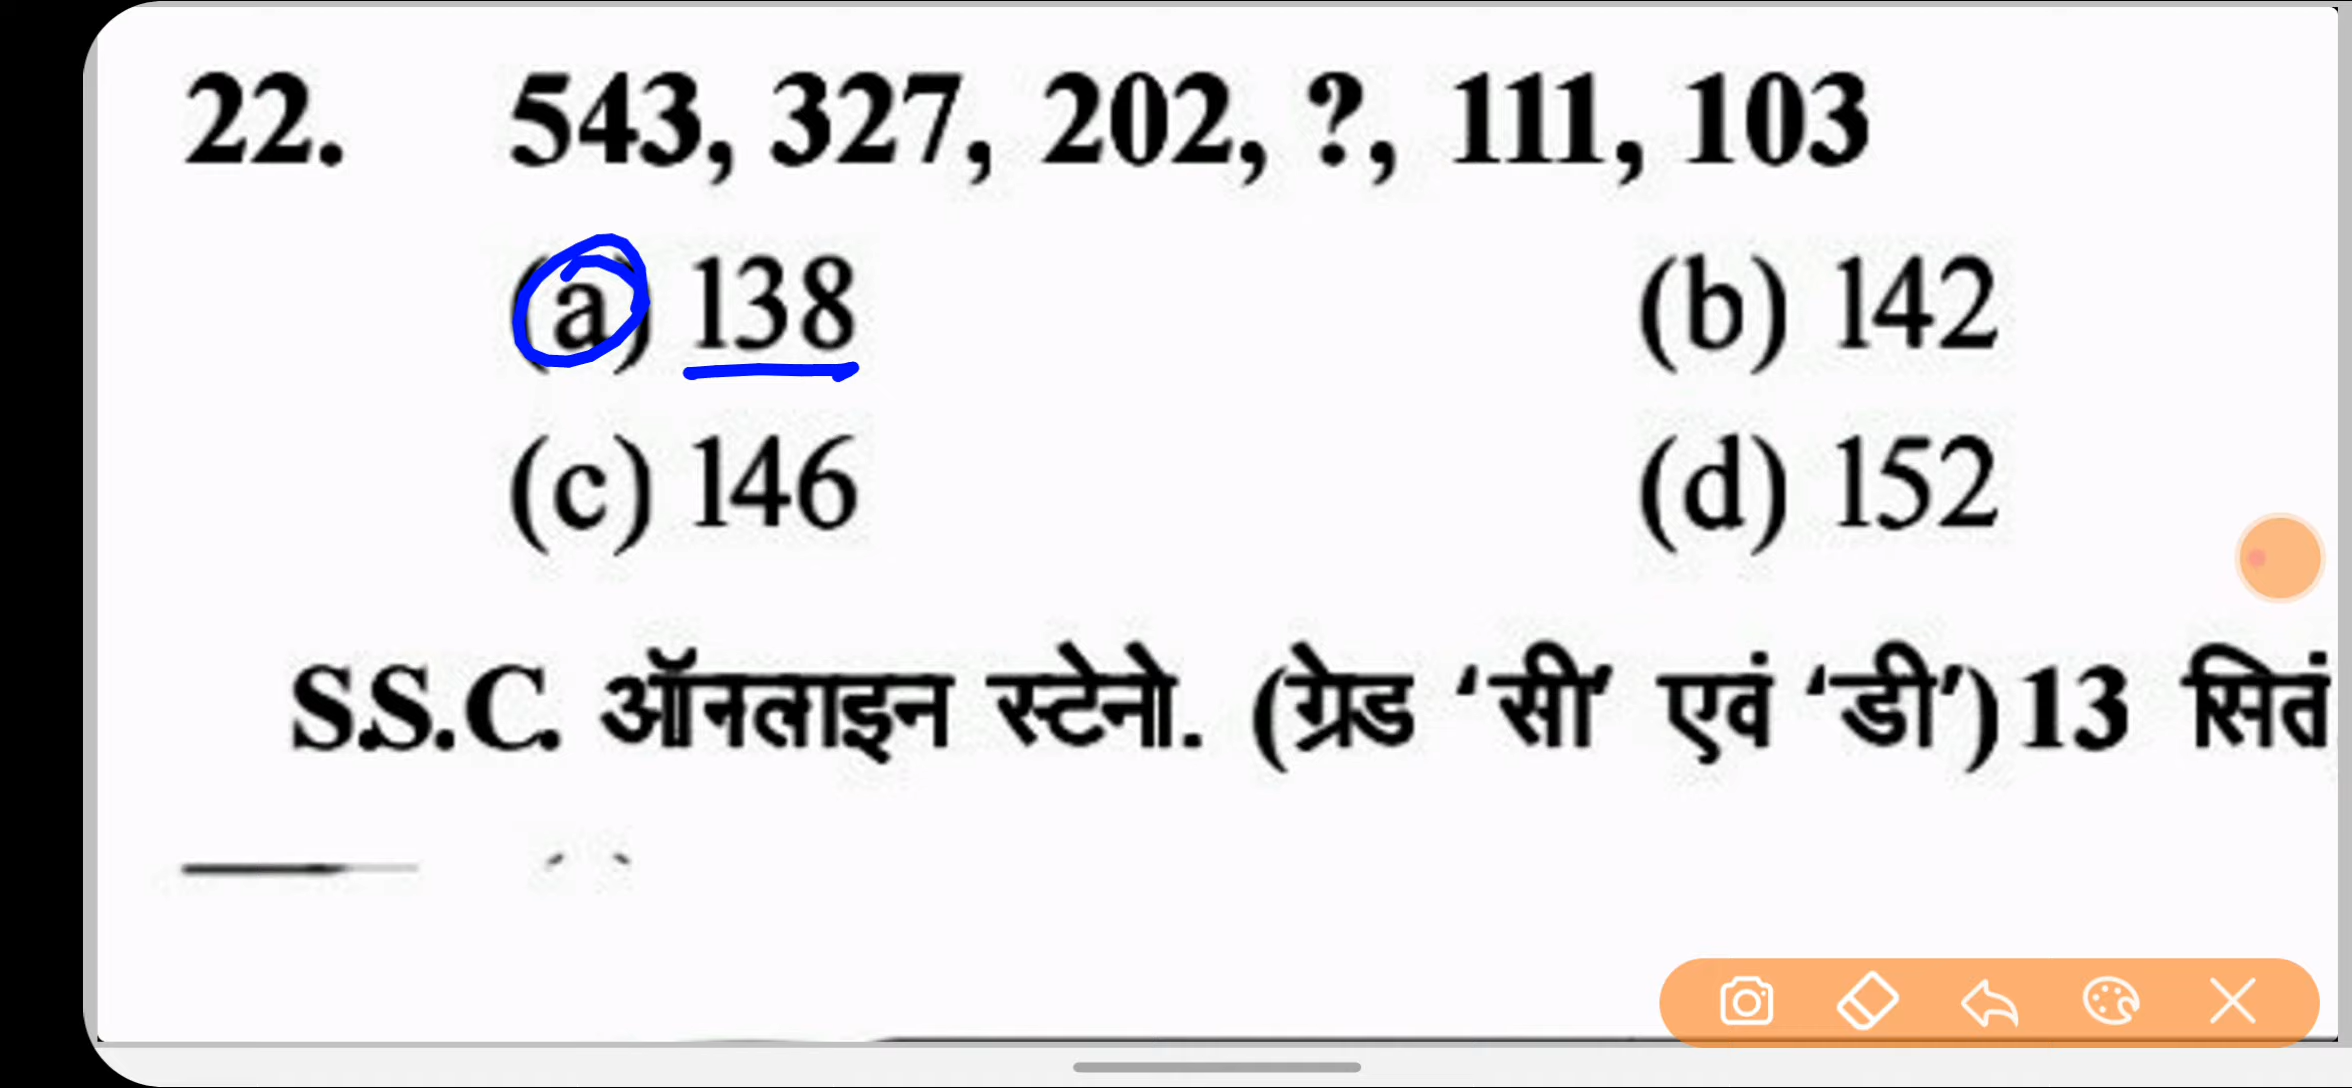 22. 543, 327, 202, ?, 111, 103
(a) 138 (b) 142
(c) 146 (d) 152
S.S.C. ऑनलाइन स्टेनो. (ग्रेड ‘सी’ एवं ‘डी’) 13 सितं